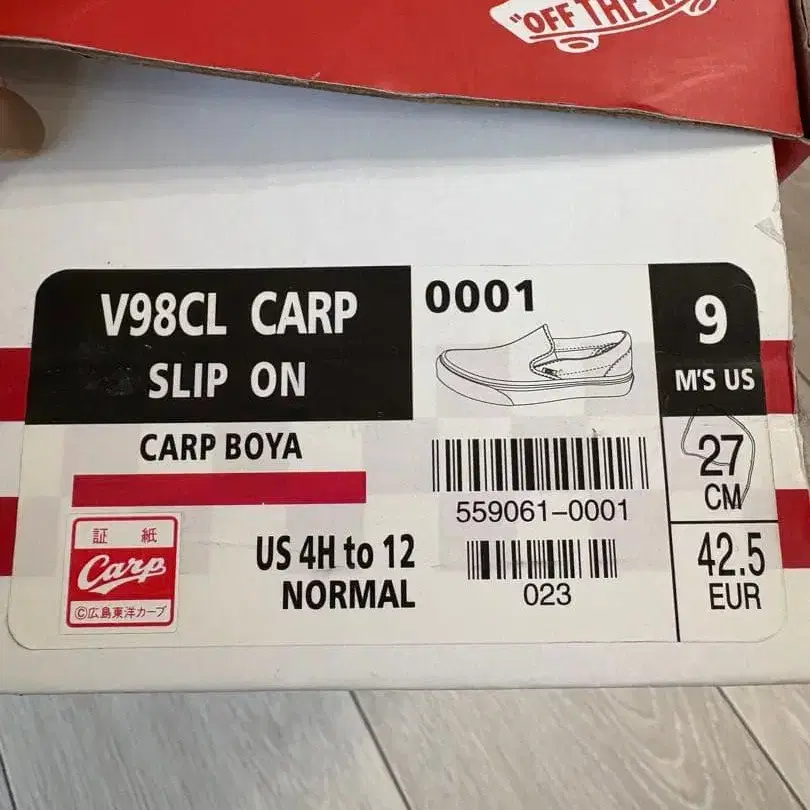 "OFF THE
V98CL CARP
SLIP ON
0001
9
M'S US
CARP BOYA
27
CM
559061-0001
US 4H to 12
NORMAL
023
42.5
EUR
証 紙
Carp
©広島東洋カープ